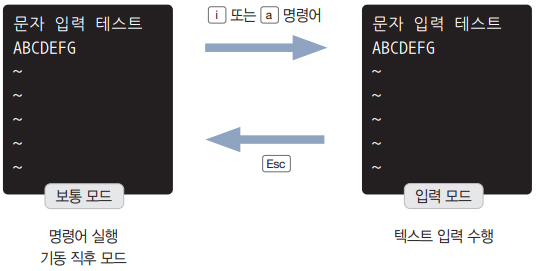 문자 입력 테스트
ABCDEFG
~
~
~
~
~
보통 모드
명령어 실행
기동 직후 모드
i 또는 a 명령어
Esc
문자 입력 테스트
ABCDEFG
~
~
~
~
~
입력 모드
텍스트 입력 수행